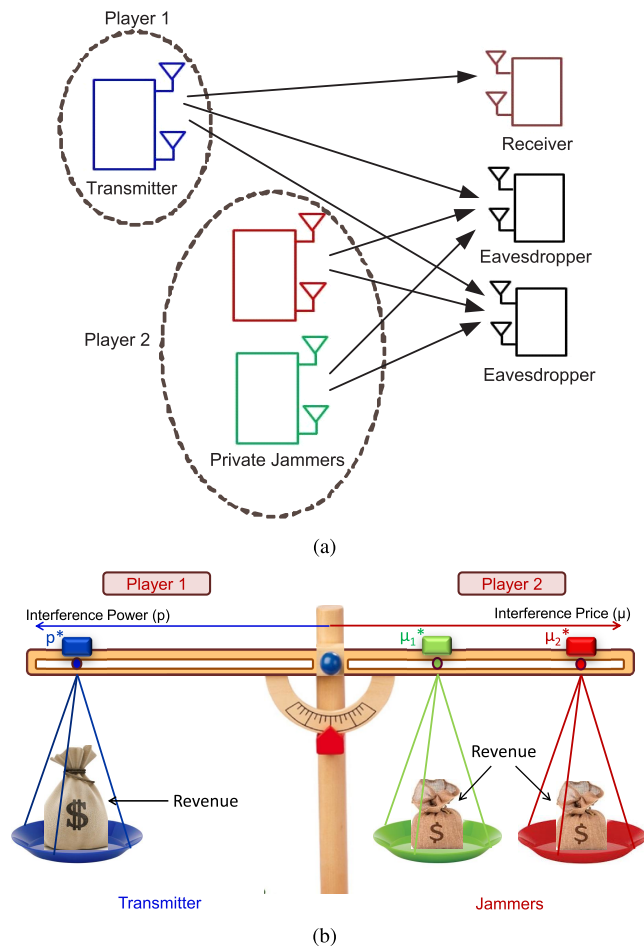 Player 1
Transmitter
Receiver
Eavesdropper
Player 2
Eavesdropper
Private Jammers
(a)
Player 1
Player 2
Interference Power (p)
Interference Price (μ)
p*
μ₁*
μ₂*
$
Revenue
Revenue
$
$
Transmitter
Jammers
(b)